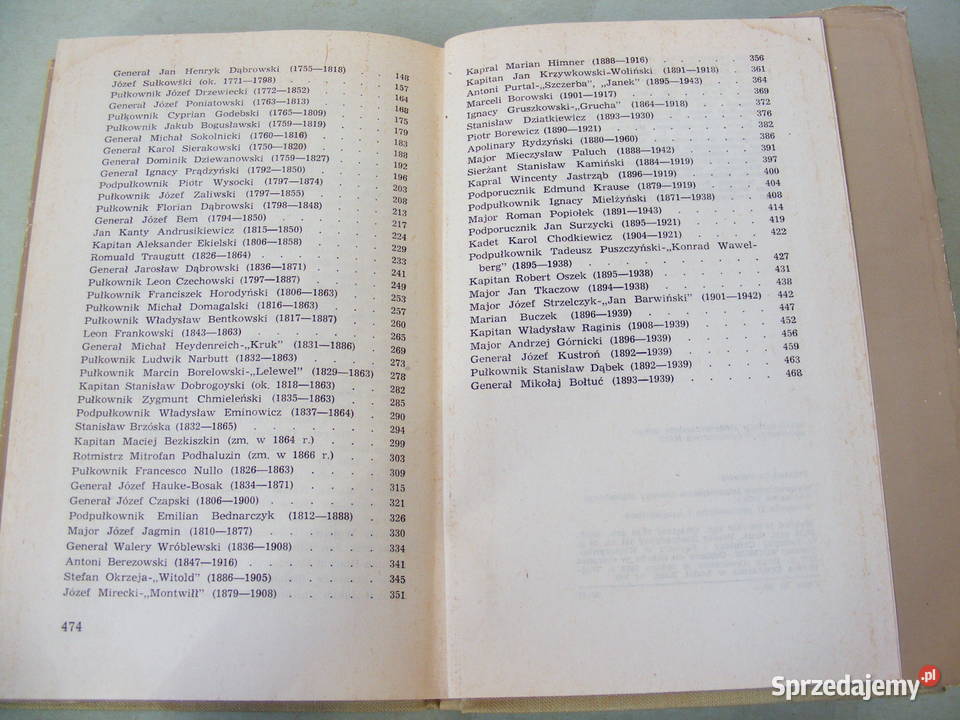 Generał Jan Henryk Dąbrowski (1755—1818) . . 148
Józef Sułkowski (ok. 1771—1798) . . . . 157
Pułkownik Józef Drzewiecki (1772—1852) . . . 164
Generał Józef Poniatowski (1763—1813) . . . 168
Pułkownik Cyprian Godebski (1765—1809) . . . 175
Pułkownik Jakub Bogusławski (1759—1819) . . . 179
Generał Michał Sokolnicki (1760—1816) . . . 183
Generał Karol Sierakowski (1750—1820) . . . 188
Generał Dominik Dziewanowski (1759—1827) . . . 192
Generał Ignacy Prądzyński (1792—1850) . . . 196
Podpułkownik Piotr Wysocki (1797—1874) . . . 203
Pułkownik Józef Zaliwski (1797—1855) . . . 208
Pułkownik Florian Dąbrowski (1798—1848) . . . 213
Generał Józef Bem (1794—1850) . . . . 217
Jan Kanty Andrusikiewicz (1815—1850) . . . 224
Kapitan Aleksander Ekielski (1806—1858) . . . 229
Romuald Traugutt (1826—1864) . . . . 233
Generał Jarosław Dąbrowski (1836—1871) . . . 241
Pułkownik Leon Czechowski (1797—1887) . . . 249
Pułkownik Franciszek Horodyński (1806—1863) . . 253
Pułkownik Michał Domagalski (1816—1863) . . . 257
Pułkownik Władysław Bentkowski (1817—1887) . . 260
Leon Frankowski (1843—1863) . . . . . 265
Generał Michał Heydenreich-„Kruk” (1831—1886) . 269
Pułkownik Ludwik Narbutt (1832—1863) . . . 273
Pułkownik Marcin Borelowski-„Lelewel” (1829—1863) 278
Kapitan Stanisław Dobrogoyski (ok. 1818—1863) . 282
Pułkownik Zygmunt Chmieleński (1835—1863) . . 285
Podpułkownik Władysław Eminowicz (1837—1864) . 290
Stanisław Brzóska (1832—1865) . . . . . 294
Kapitan Maciej Bezkiszkin (zm. w 1864 r.) . . . 299
Rotmistrz Mitrofan Podhaluzin (zm. w 1866 r.) . . 303
Pułkownik Francesco Nullo (1826—1863) . . . 309
Generał Józef Hauke-Bosak (1834—1871) . . . 315
Generał Józef Czapski (1806—1900) . . . . 321
Podpułkownik Emilian Bednarczyk (1812—1888) . . 326
Major Józef Jagmin (1810—1877) . . . . . 330
Generał Walery Wróblewski (1836—1908) . . . 334
Antoni Berezowski (1847—1916) . . . . . 341
Stefan Okrzeja-„Witold” (1886—1905) . . . . 345
Józef Mirecki-„Montwiłł” (1879—1908) . . . . . 351
474
Kapral Marian Himner (1888—1916) . . . . 356
Kapitan Jan Krzywkowski-Woliński (1891—1918) . 361
Antoni Purtal-„Szczerba”, „Janek” (1895—1943) . 364
Marceli Borowski (1901—1917) . . . . . 369
Ignacy Gruszkowski-„Grucha” (1864—1918) . . . 372
Stanisław Dziatkiewicz (1893—1930) . . . . 376
Piotr Borewicz (1890—1921) . . . . . 382
Apolinary Rydzyński (1880—1960) . . . . 386
Major Mieczysław Paluch (1888—1942) . . . . 391
Sierżant Stanisław Kamiński (1884—1919) . . . 397
Kapral Wincenty Jastrząb (1896—1919) . . . . 400
Podporucznik Edmund Krause (1879—1919) . . . 404
Podpułkownik Ignacy Mielżyński (1871—1938) . . 408
Major Roman Popiołek (1891—1943) . . . . 414
Podporucznik Jan Surzycki (1895—1921) . . . 419
Kadet Karol Chodkiewicz (1904—1921) . . . . 422
Podpułkownik Tadeusz Puszczyński-„Konrad Wawel-
berg” (1895—1938) . . . . . . . 427
Kapitan Robert Oszek (1895—1938) . . . . 431
Major Jan Tkaczow (1894—1938) . . . . . 438
Major Józef Strzelczyk-„Jan Barwiński” (1901—1942) 442
Marian Buczek (1896—1939) . . . . . . 447
Kapitan Władysław Raginis (1908—1939) . . . 452
Major Andrzej Górnicki (1896—1939) . . . . 456
Generał Józef Kustroń (1892—1939) . . . . 459
Pułkownik Stanisław Dąbek (1892—1939) . . . 463
Generał Mikołaj Bołtuć (1893—1939) . . . . 468
Sprzedajemy.pl